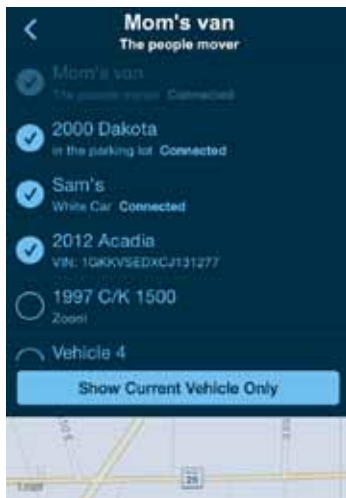 Mom's van
The people mover
Mom's van
The people mover Connected
2000 Dakota
in the parking lot Connected
Sam's
White Car Connected
2012 Acadia
VIN: 1GKKVSEDXCJ131277
1997 C/K 1500
Zoom!
Vehicle 4
Show Current Vehicle Only
Legal